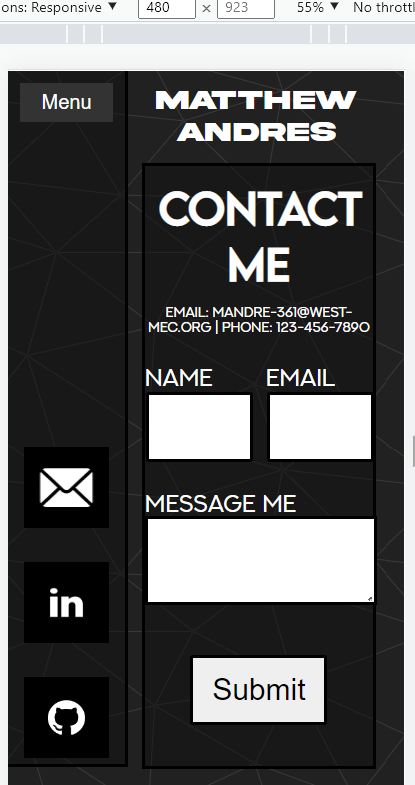 ons: Responsive ▼ 480 × 923 55% ▼ No throttl
Menu
MATTHEW
ANDRES
CONTACT
ME
EMAIL: MANDRE-361@WEST-
MEC.ORG | PHONE: 123-456-7890
NAME EMAIL
MESSAGE ME
in
Submit